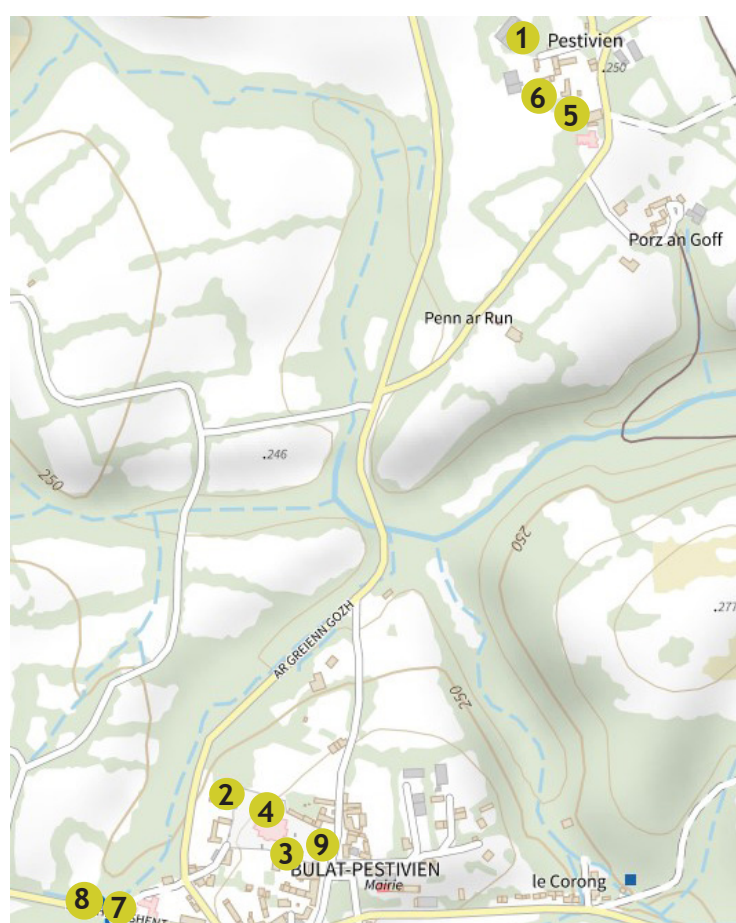 1
Pestivien
.250
6
5
Porz an Goff
Penn ar Run
.246
250
250
.277
AR GREIENN GOZH
250
2
4
9
3
BULAT-PESTIVIEN
Mairie
le Corong
8
7